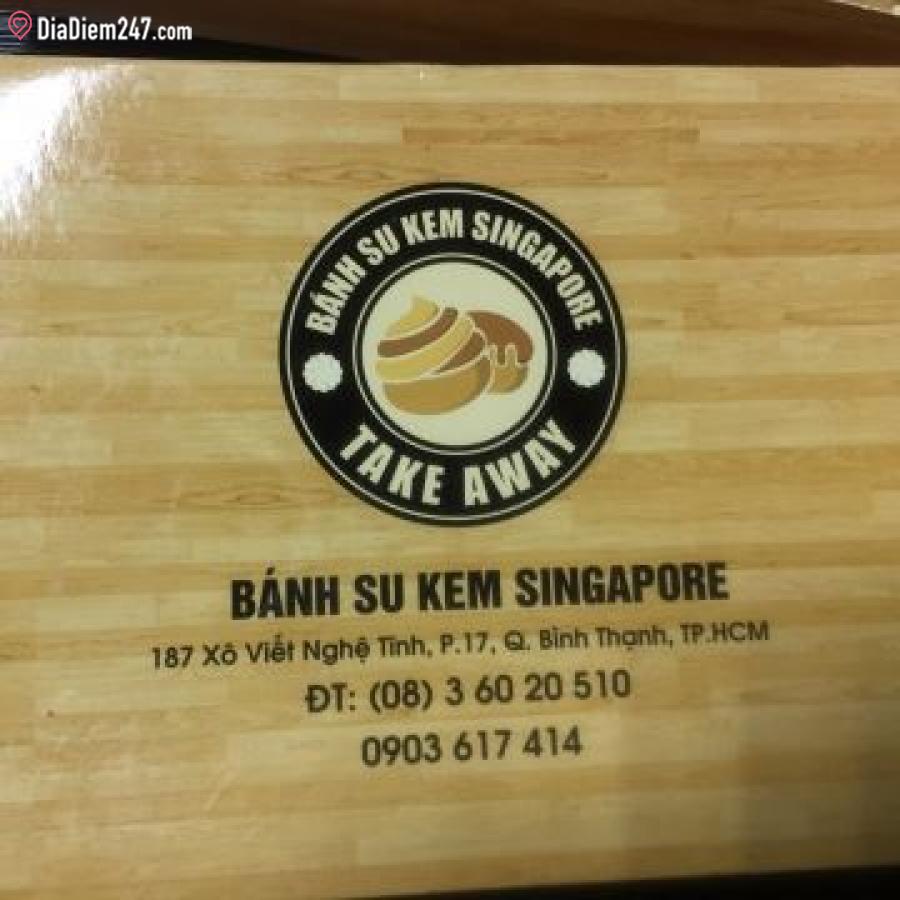 DiaDiem247.com
BÁNH SU KEM SINGAPORE
TAKE AWAY
BÁNH SU KEM SINGAPORE
187 Xô Viết Nghệ Tĩnh, P.17, Q. Bình Thạnh, TP.HCM
ĐT: (08) 3 60 20 510
0903 617 414